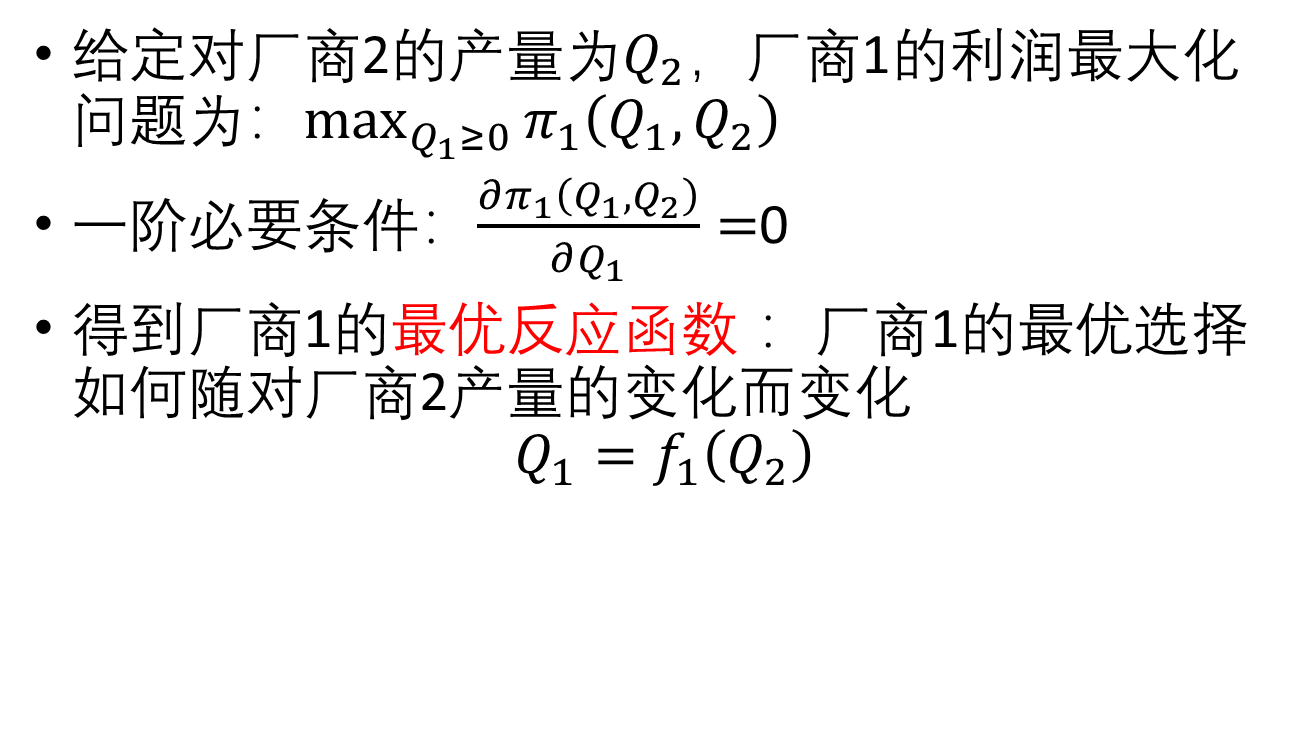 • 给定对厂商2的产量为Q₂，厂商1的利润最大化
问题为：max_{Q₁≥0} π₁(Q₁,Q₂)
• 一阶必要条件：∂π₁(Q₁,Q₂)/∂Q₁ =0
• 得到厂商1的最优反应函数：厂商1的最优选择
如何随对厂商2产量的变化而变化
Q₁ = f₁(Q₂)